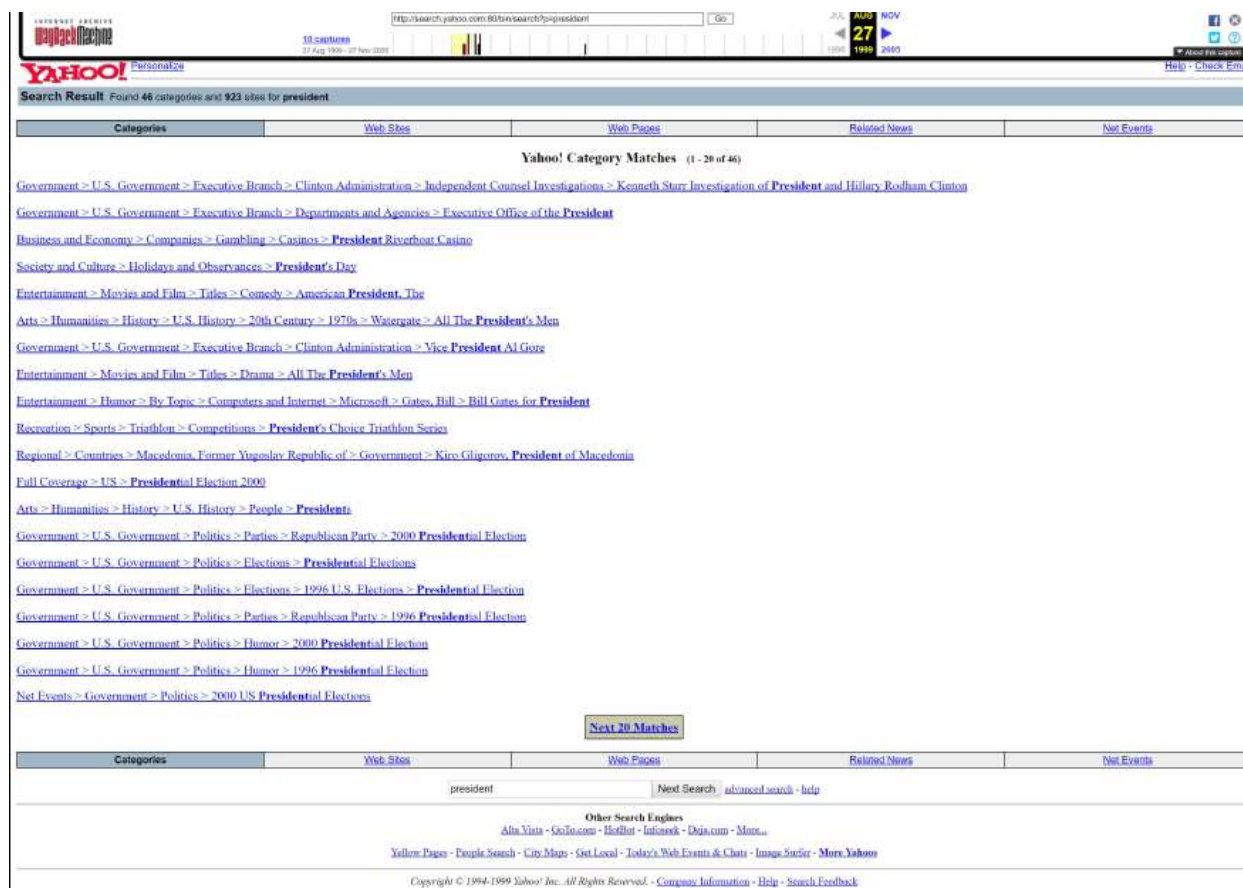 INTERNET ARCHIVE
WayBackMachine
http://search.yahoo.com:80/bin/search?p=president
Go
10 captures
27 Aug 1999 - 27 Nov 2005
JUL AUG NOV
27
1998 1999 2005
About this capture
YAHOO! Personalize
Help - Check Ema
Search Result Found 46 categories and 923 sites for president
Categories Web Sites Web Pages Related News Net Events
Yahoo! Category Matches (1 - 20 of 46)
Government > U.S. Government > Executive Branch > Clinton Administration > Independent Counsel Investigations > Kenneth Starr Investigation of President and Hillary Rodham Clinton
Government > U.S. Government > Executive Branch > Departments and Agencies > Executive Office of the President
Business and Economy > Companies > Gambling > Casinos > President Riverboat Casino
Society and Culture > Holidays and Observances > President's Day
Entertainment > Movies and Film > Titles > Comedy > American President, The
Arts > Humanities > History > U.S. History > 20th Century > 1970s > Watergate > All The President's Men
Government > U.S. Government > Executive Branch > Clinton Administration > Vice President Al Gore
Entertainment > Movies and Film > Titles > Drama > All The President's Men
Entertainment > Humor > By Topic > Computers and Internet > Microsoft > Gates, Bill > Bill Gates for President
Recreation > Sports > Triathlon > Competitions > President's Choice Triathlon Series
Regional > Countries > Macedonia, Former Yugoslav Republic of > Government > Kiro Gligorov, President of Macedonia
Full Coverage > US > Presidential Election 2000
Arts > Humanities > History > U.S. History > People > Presidents
Government > U.S. Government > Politics > Parties > Republican Party > 2000 Presidential Election
Government > U.S. Government > Politics > Elections > Presidential Elections
Government > U.S. Government > Politics > Elections > 1996 U.S. Elections > Presidential Election
Government > U.S. Government > Politics > Parties > Republican Party > 1996 Presidential Election
Government > U.S. Government > Politics > Humor > 2000 Presidential Election
Government > U.S. Government > Politics > Humor > 1996 Presidential Election
Net Events > Government > Politics > 2000 US Presidential Elections
Next 20 Matches
Categories Web Sites Web Pages Related News Net Events
president Next Search advanced search - help
Other Search Engines
Alta Vista - GoTo.com - HotBot - Infoseek - Deja.com - More...
Yellow Pages - People Search - City Maps - Get Local - Today's Web Events & Chats - Image Surfer - More Yahoos
Copyright © 1994-1999 Yahoo! Inc. All Rights Reserved. - Company Information - Help - Search Feedback